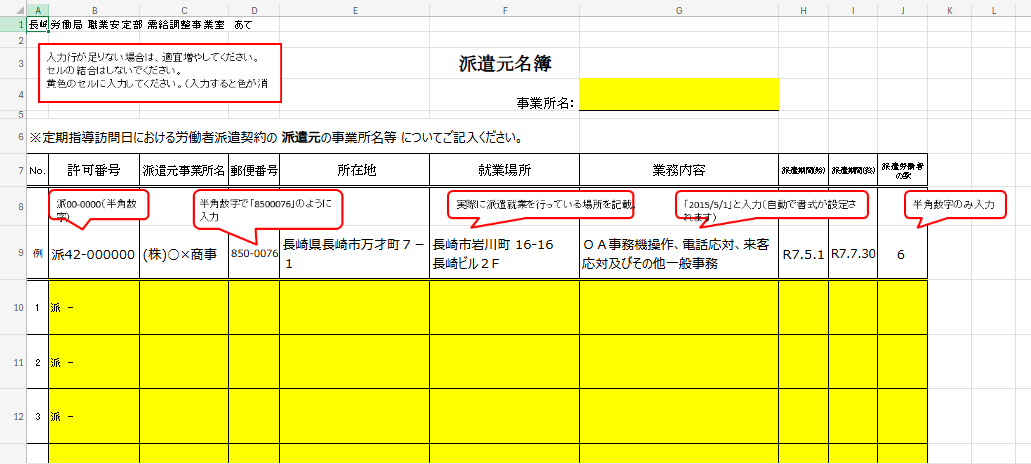 A B C D E F G H I J K L
1 長崎労働局 職業安定部 需給調整事業室 あて
2
入力行が足りない場合は、適宜増やしてください。
セルの結合はしないでください。
黄色のセルに入力してください。（入力すると色が消
3 派遣元名簿
4 事業所名：
5
6 ※定期指導訪問日における労働者派遣契約の 派遣元の事業所名等 についてご記入ください。
7 No. 許可番号 派遣元事業所名 郵便番号 所在地 就業場所 業務内容 派遣期間(始) 派遣期間(終) 派遣労働者
の数
8
派00-0000（半角数
字）
半角数字で「8500076」のように
入力
実際に派遣就業を行っている場所を記載
「2015/5/1」と入力（自動で書式が設定さ
れます）
半角数字のみ入力
9 例 派42-000000 (株)○×商事 850-0076 長崎県長崎市万才町７－
1
長崎市岩川町 16-16
長崎ビル２Ｆ
ＯＡ事務機操作、電話応対、来客
応対及びその他一般事務
R7.5.1 R7.7.30 6
10 1 派 -
11 2 派 -
12 3 派 -